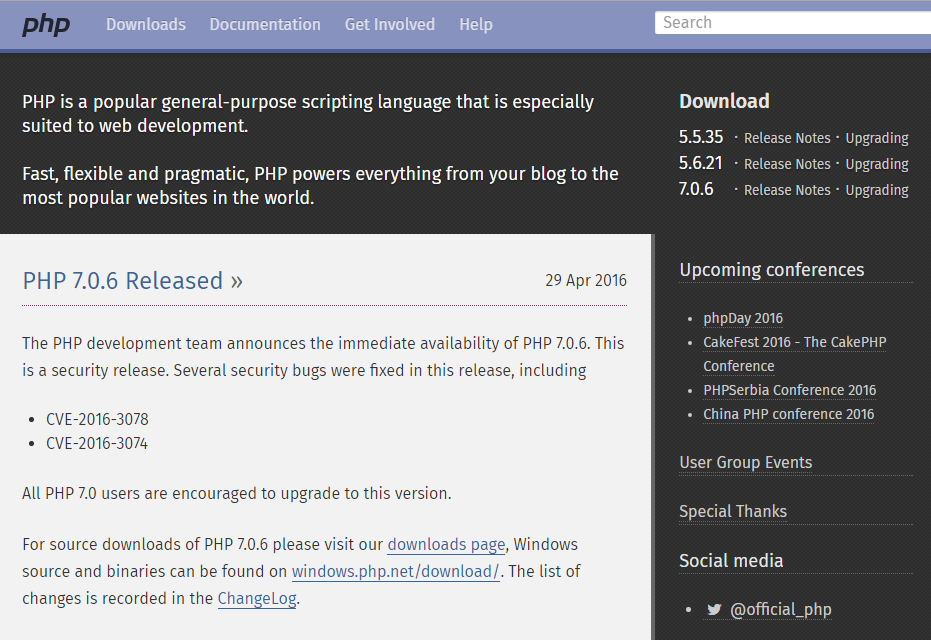 php Downloads Documentation Get Involved Help Search
PHP is a popular general-purpose scripting language that is especially
suited to web development.
Fast, flexible and pragmatic, PHP powers everything from your blog to the
most popular websites in the world.
Download
5.5.35 · Release Notes · Upgrading
5.6.21 · Release Notes · Upgrading
7.0.6 · Release Notes · Upgrading
PHP 7.0.6 Released »
29 Apr 2016
The PHP development team announces the immediate availability of PHP 7.0.6. This
is a security release. Several security bugs were fixed in this release, including
• CVE-2016-3078
• CVE-2016-3074
All PHP 7.0 users are encouraged to upgrade to this version.
For source downloads of PHP 7.0.6 please visit our downloads page, Windows
source and binaries can be found on windows.php.net/download/. The list of
changes is recorded in the ChangeLog.
Upcoming conferences
• phpDay 2016
• CakeFest 2016 - The CakePHP
Conference
• PHPSerbia Conference 2016
• China PHP conference 2016
User Group Events
Special Thanks
Social media
• @official_php